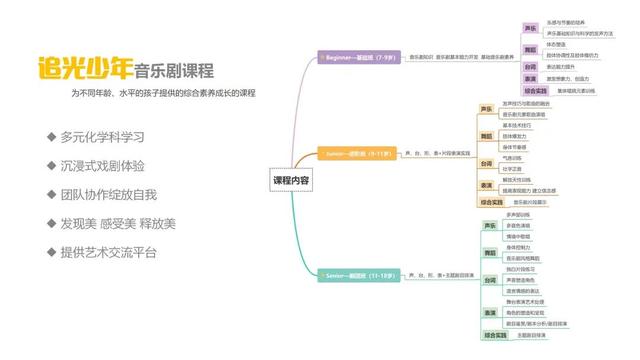 追光少年音乐剧课程
为不同年龄、水平的孩子提供的综合素养成长的课程
◆ 多元化学科学习
◆ 沉浸式戏剧体验
◆ 团队协作绽放自我
◆ 发现美 感受美 释放美
◆ 提供艺术交流平台
课程内容
Beginner—基础班（7-9岁）
音乐剧知识 音乐剧基本能力开发 基础音乐剧素养
声乐
乐感与节奏的培养
声乐基础知识与科学的发声方法
舞蹈
体态塑造
肢体协调性及肢体爆发力
台词
表达能力提升
表演
激发想象力、创造力
综合实践
集体唱跳元素训练
Junior—进阶班（9-11岁）
声、台、形、表+片段表演实践
声乐
发声技巧与歌曲的融合
音乐剧元素歌曲演唱
舞蹈
基本技术技巧
肢体爆发力
身体节奏感
台词
气息训练
吐字正音
表演
解放天性训练
提高表现能力 建立信念感
综合实践
音乐剧片段展示
Senior—剧团班（11-18岁）
声、台、形、表+主题剧目排演
声乐
多声部训练
多音色演唱
情境中歌唱
舞蹈
身体控制力
音乐剧风格舞蹈
台词
独白片段练习
声音塑造角色
语言情感的表达
表演
舞台表演艺术处理
角色的塑造和呈现
剧目鉴赏/剧本分析/剧目排演
综合实践
主题剧目排演